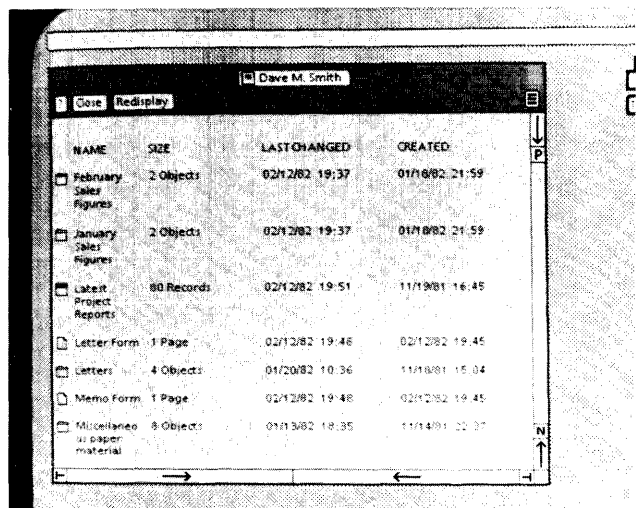 Dave M. Smith
? Close Redisplay
NAME SIZE LAST CHANGED CREATED
P
February 2 Objects 02/12/82 19:37 01/18/82 21:59
Sales
Figures
January 2 Objects 02/12/82 19:37 01/18/82 21:59
Sales
Figures
Latest 80 Records 02/12/82 19:51 11/19/81 16:45
Project
Reports
Letter Form 1 Page 02/12/82 19:46 02/12/82 19:45
Letters 4 Objects 01/20/82 10:36 11/18/81 15:04
Memo Form 1 Page 02/12/82 19:48 02/12/82 19:45
Miscellaneo 8 Objects 01/13/82 18:35 11/14/81
us paper
material
N